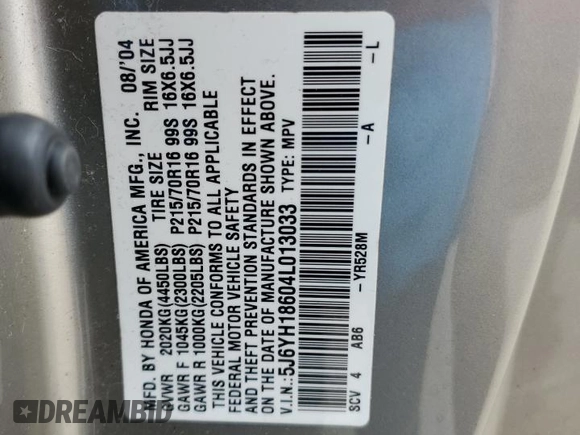 MFD. BY HONDA OF AMERICA MFG., INC. 08/'04
GVWR 2020KG(4450LBS) TIRE SIZE RIM SIZE
GAWR F 1045KG(2300LBS) P215/70R16 99S 16X6.5JJ
GAWR R 1000KG(2205LBS) P215/70R16 99S 16X6.5JJ
THIS VEHICLE CONFORMS TO ALL APPLICABLE
FEDERAL MOTOR VEHICLE SAFETY
AND THEFT PREVENTION STANDARDS IN EFFECT
ON THE DATE OF MANUFACTURE SHOWN ABOVE.
V.I.N.:5J6YH18604L013033 TYPE: MPV
SCV 4 AB6 -YR528M -A -L
DREAMBID